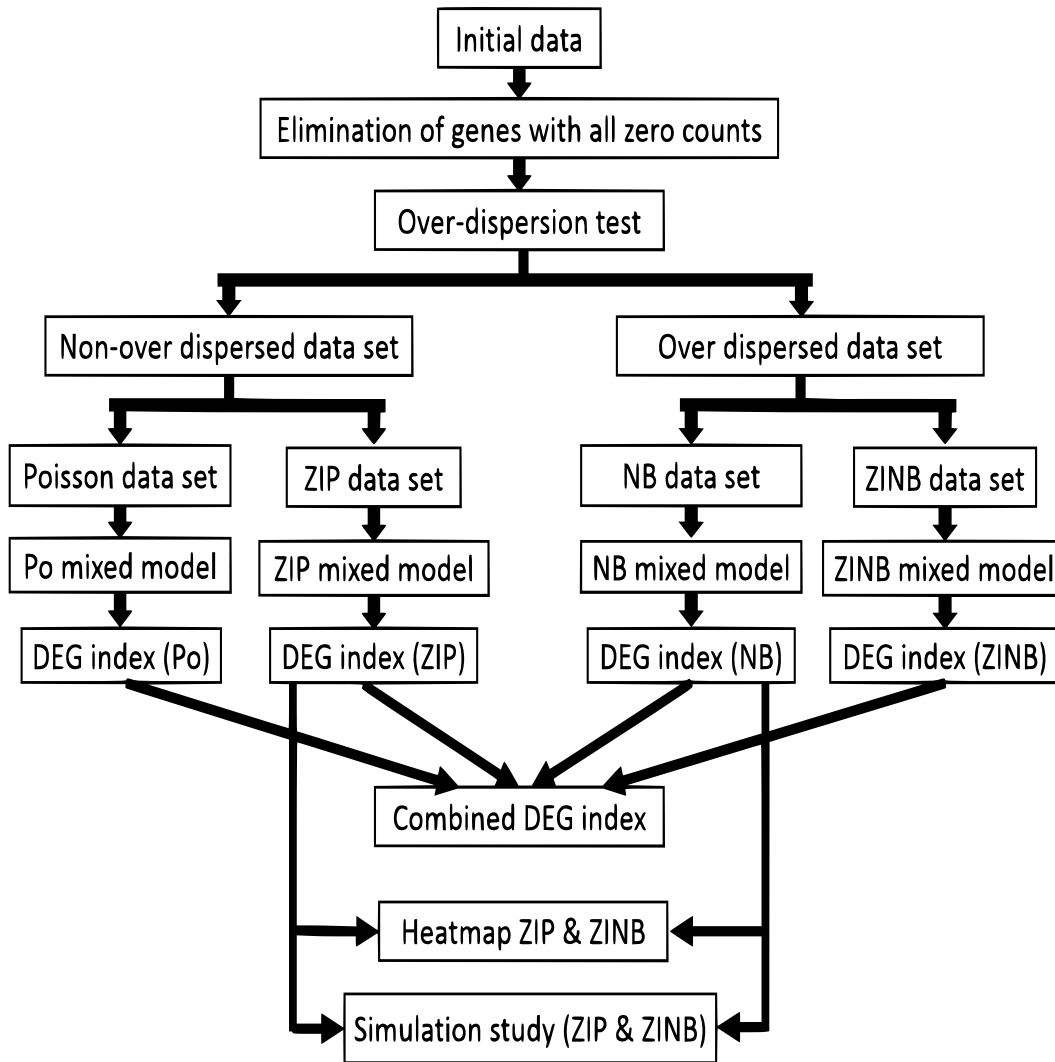 Initial data
Elimination of genes with all zero counts
Over-dispersion test
Non-over dispersed data set
Over dispersed data set
Poisson data set
ZIP data set
NB data set
ZINB data set
Po mixed model
ZIP mixed model
NB mixed model
ZINB mixed model
DEG index (Po)
DEG index (ZIP)
DEG index (NB)
DEG index (ZINB)
Combined DEG index
Heatmap ZIP & ZINB
Simulation study (ZIP & ZINB)